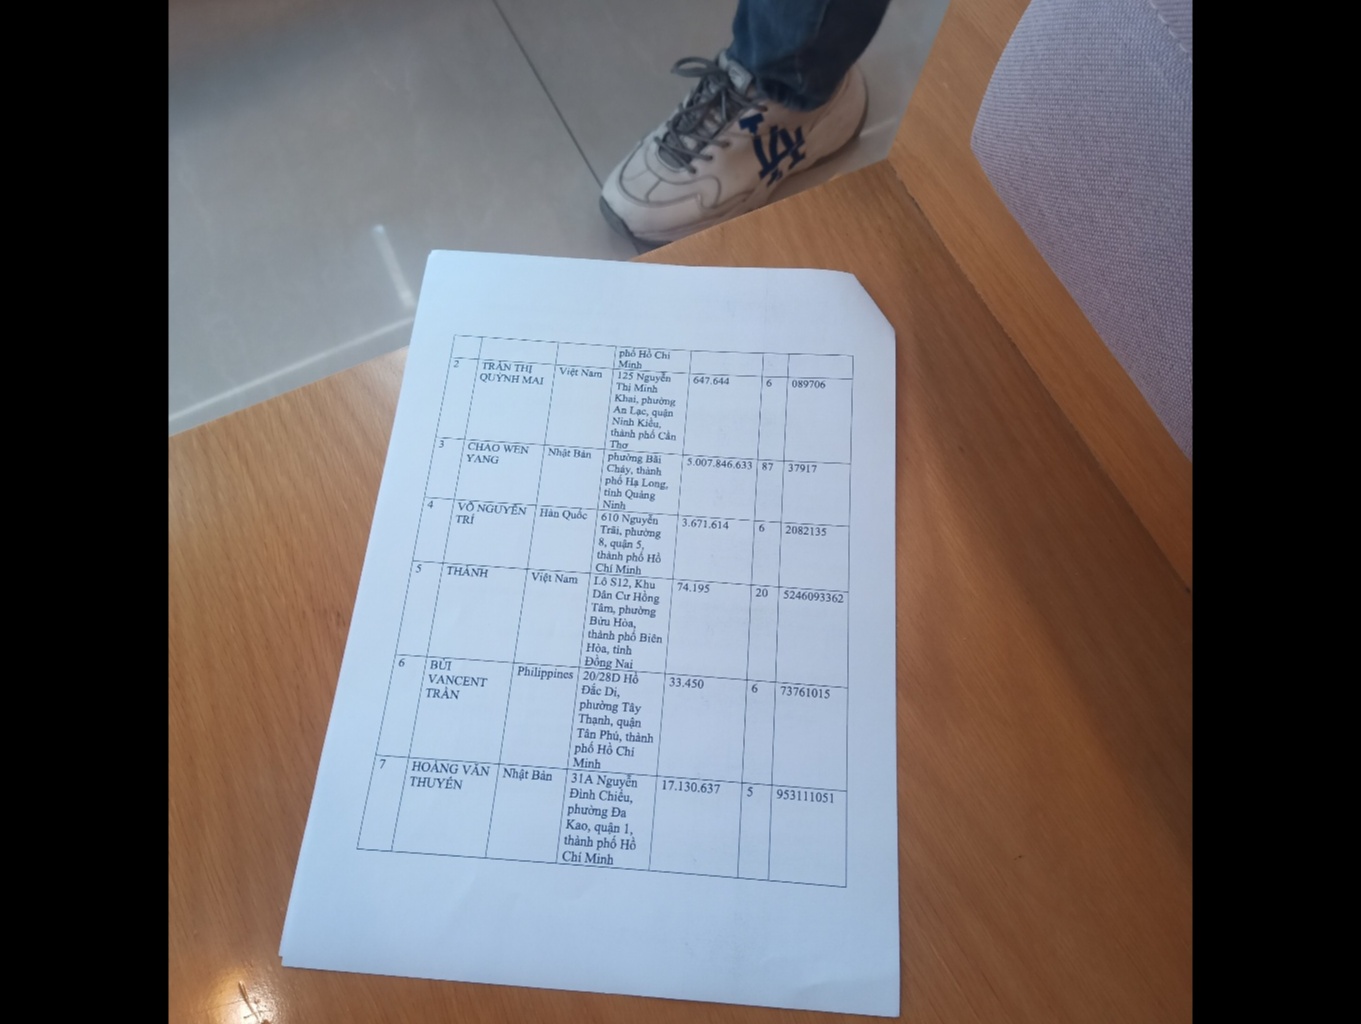 LA
phố Hồ Chí
Minh
2
TRẦN THỊ
QUỲNH MAI
Việt Nam
125 Nguyễn
Thị Minh
Khai, phường
An Lạc, quận
Ninh Kiều,
thành phố Cần
Thơ
647.644
6
089706
3
CHAO WEN
YANG
Nhật Bản
phường Bãi
Cháy, thành
phố Hạ Long,
tỉnh Quảng
Ninh
5.007.846.633
87
37917
4
VÕ NGUYÊN
TRÍ
Hàn Quốc
610 Nguyễn
Trãi, phường
8, quận 5,
thành phố Hồ
Chí Minh
3.671.614
6
2082135
5
THÀNH
Việt Nam
Lô S12, Khu
Dân Cư Hồng
Tâm, phường
Bửu Hòa,
thành phố Biên
Hòa, tỉnh
Đồng Nai
74.195
20
5246093362
6
BÙI
VANCENT
TRẦN
Philippines
20/28D Hồ
Đắc Di,
phường Tây
Thạnh, quận
Tân Phú, thành
phố Hồ Chí
Minh
33.450
6
73761015
7
HOÀNG VĂN
THUYÊN
Nhật Bản
31A Nguyễn
Đình Chiểu,
phường Đa
Kao, quận 1,
thành phố Hồ
Chí Minh
17.130.637
5
953111051